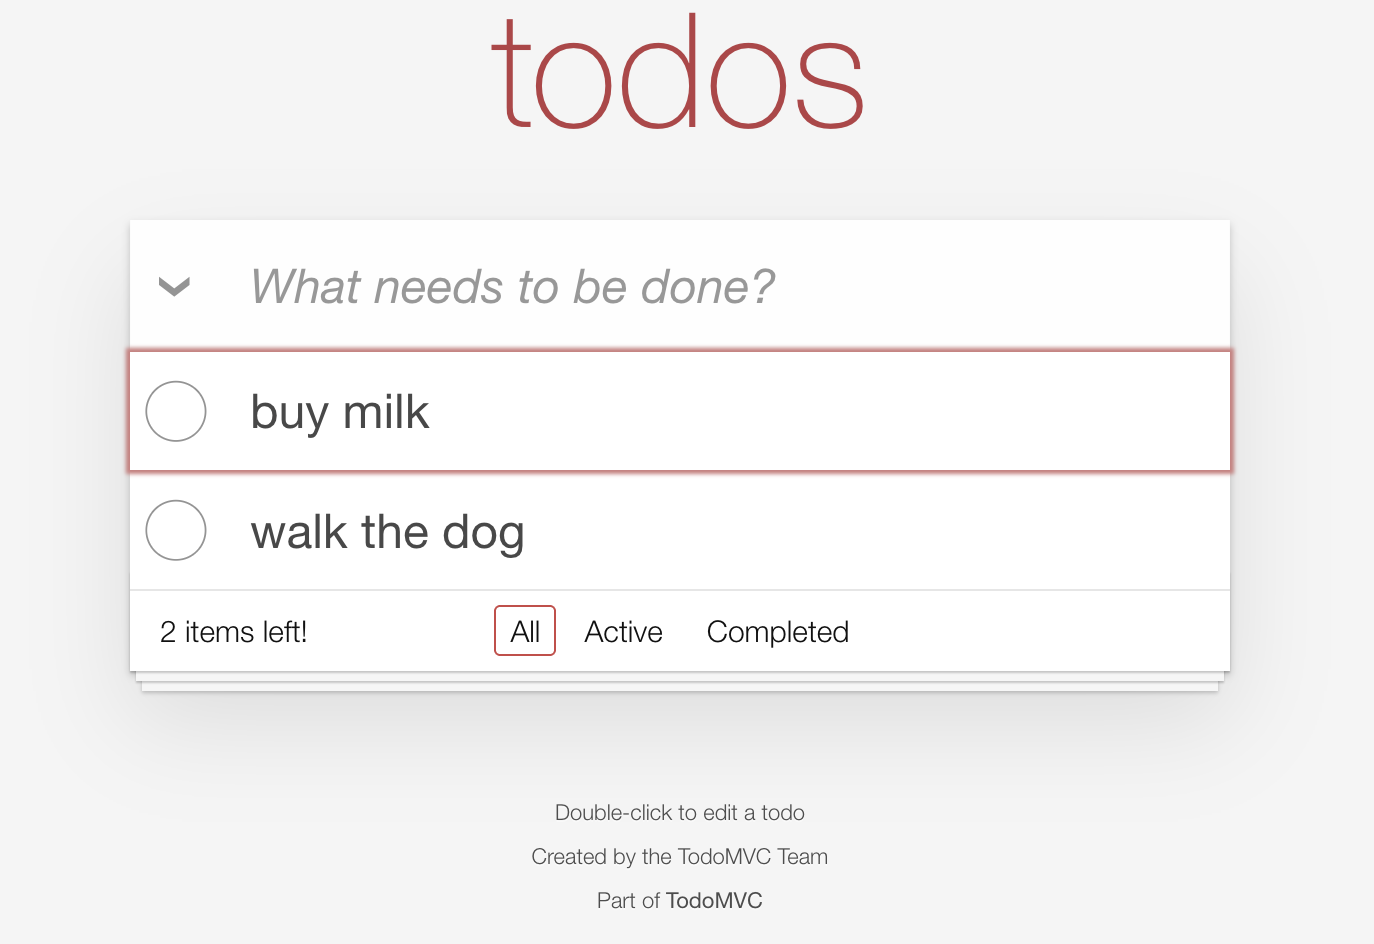 todos
What needs to be done?
buy milk
walk the dog
2 items left! All Active Completed
Double-click to edit a todo
Created by the TodoMVC Team
Part of TodoMVC